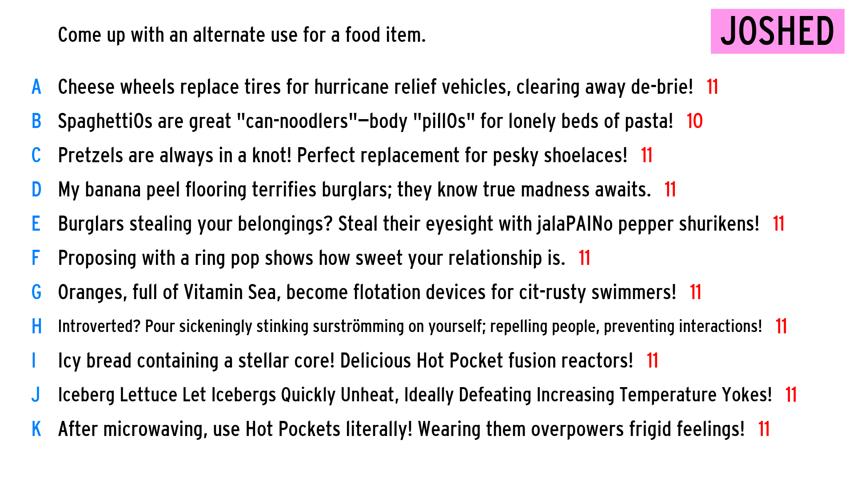 Come up with an alternate use for a food item.
JOSHED
A Cheese wheels replace tires for hurricane relief vehicles, clearing away de-brie! 11
B SpaghettiOs are great "can-noodlers"—body "pillOs" for lonely beds of pasta! 10
C Pretzels are always in a knot! Perfect replacement for pesky shoelaces! 11
D My banana peel flooring terrifies burglars; they know true madness awaits. 11
E Burglars stealing your belongings? Steal their eyesight with jalaPAINo pepper shurikens! 11
F Proposing with a ring pop shows how sweet your relationship is. 11
G Oranges, full of Vitamin Sea, become flotation devices for cit-rusty swimmers! 11
H Introverted? Pour sickeningly stinking surströmming on yourself; repelling people, preventing interactions! 11
I Icy bread containing a stellar core! Delicious Hot Pocket fusion reactors! 11
J Iceberg Lettuce Let Icebergs Quickly Unheat, Ideally Defeating Increasing Temperature Yokes! 11
K After microwaving, use Hot Pockets literally! Wearing them overpowers frigid feelings! 11